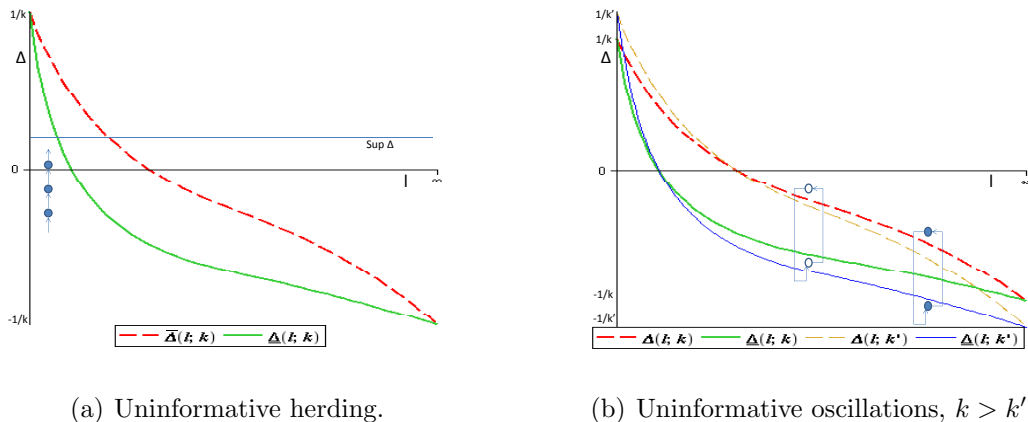 1/k
Δ
Sup Δ
0
l
∞
-1/k
Δ̅(l; k) Δ̲(l; k)
(a) Uninformative herding.
1/k'
1/k
Δ
0
l
-1/k
-1/k'
Δ(l; k) Δ̲(l; k) Δ(l; k') Δ̲(l; k')
(b) Uninformative oscillations, k > k'